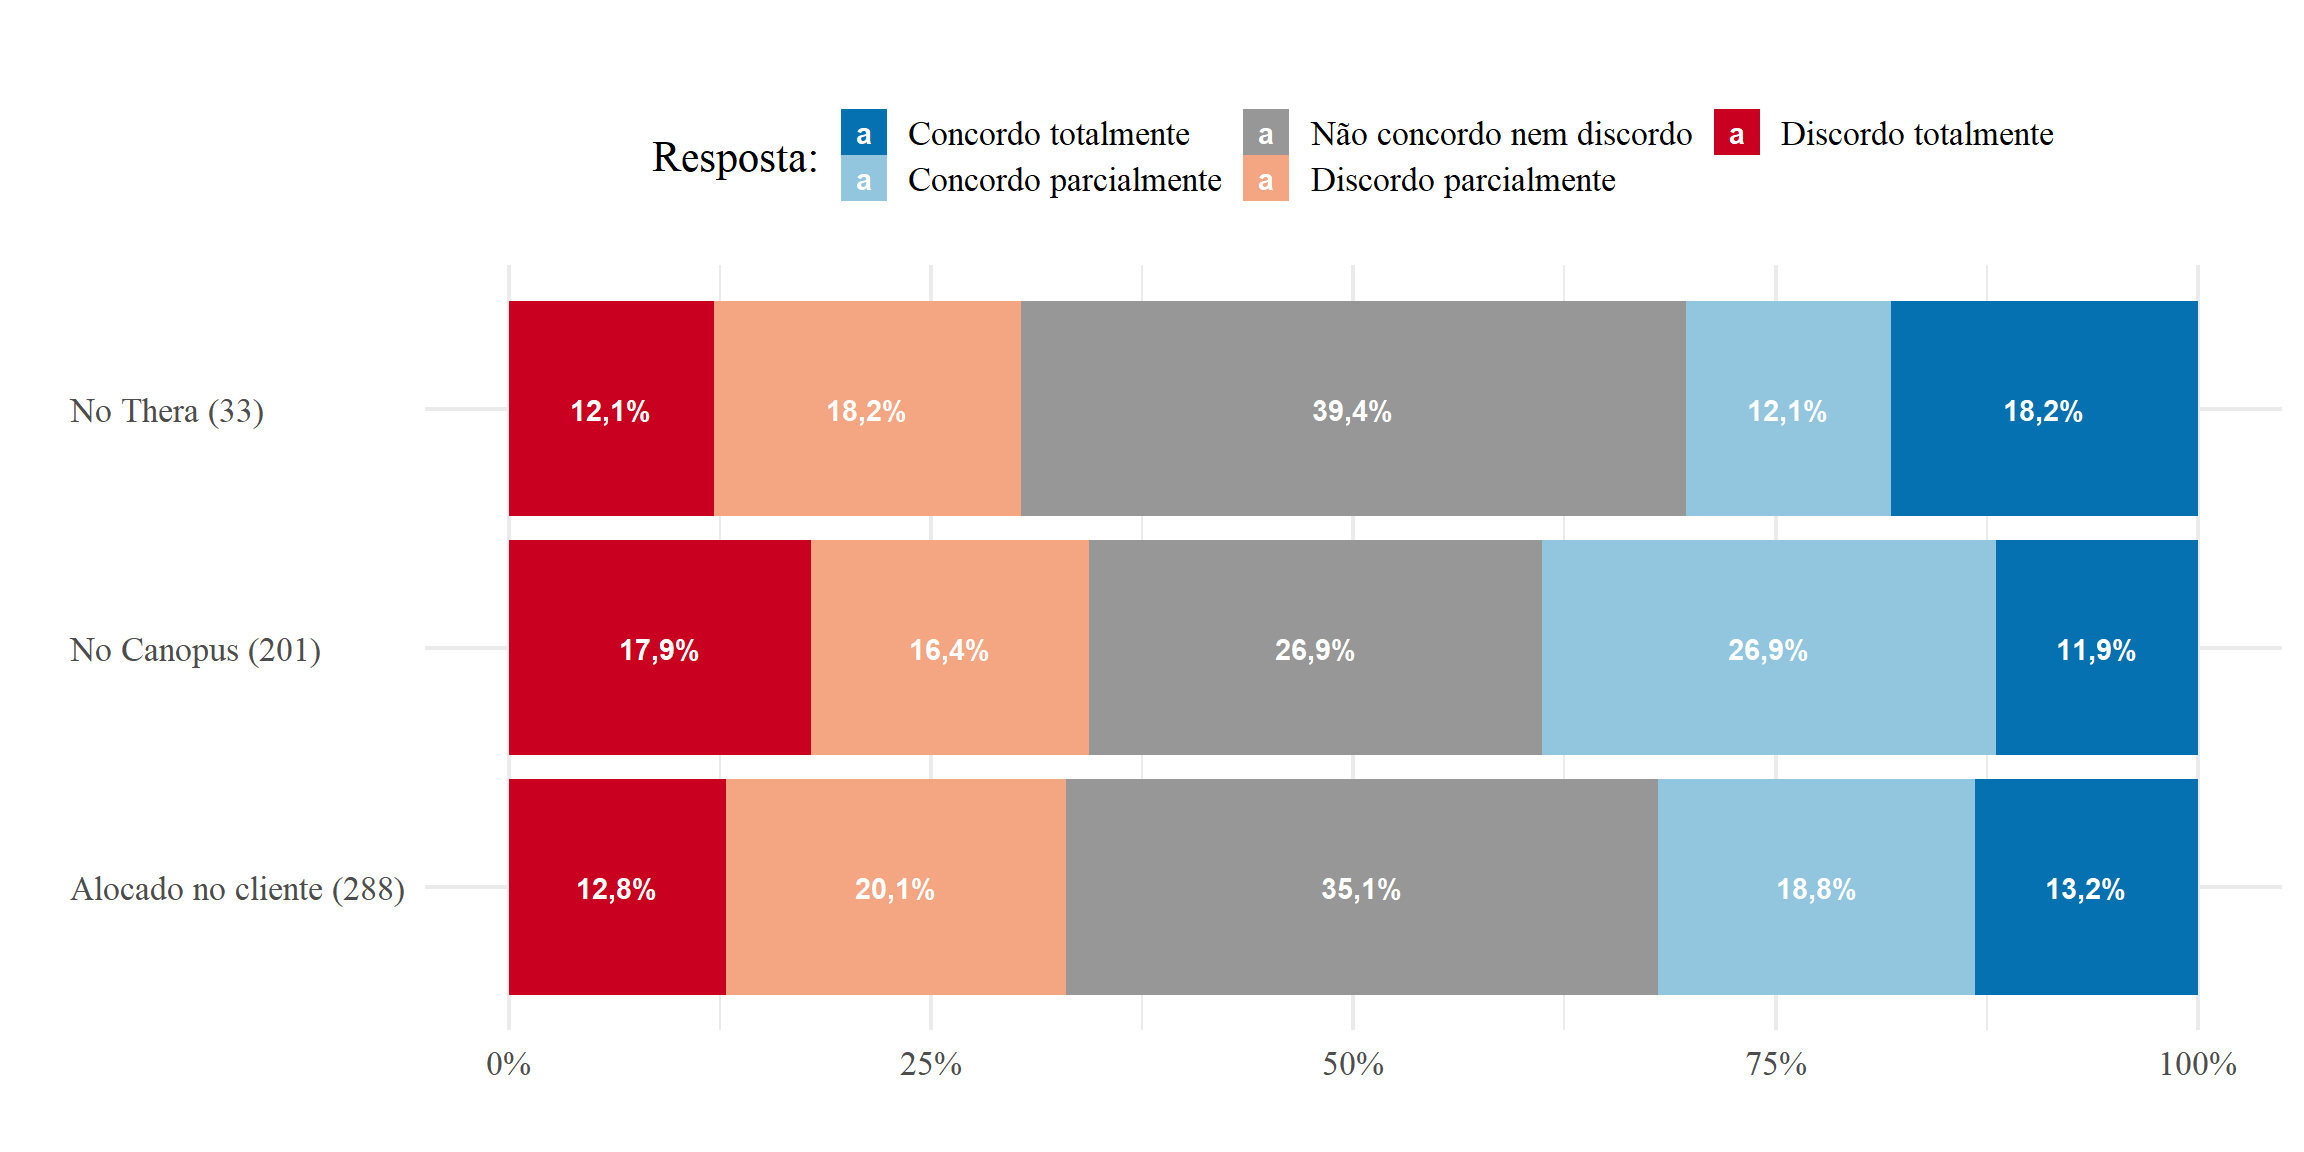 Resposta:
a Concordo totalmente
a Concordo parcialmente
a Não concordo nem discordo
a Discordo parcialmente
a Discordo totalmente
No Thera (33)
12,1% 18,2% 39,4% 12,1% 18,2%
No Canopus (201)
17,9% 16,4% 26,9% 26,9% 11,9%
Alocado no cliente (288)
12,8% 20,1% 35,1% 18,8% 13,2%
0% 25% 50% 75% 100%